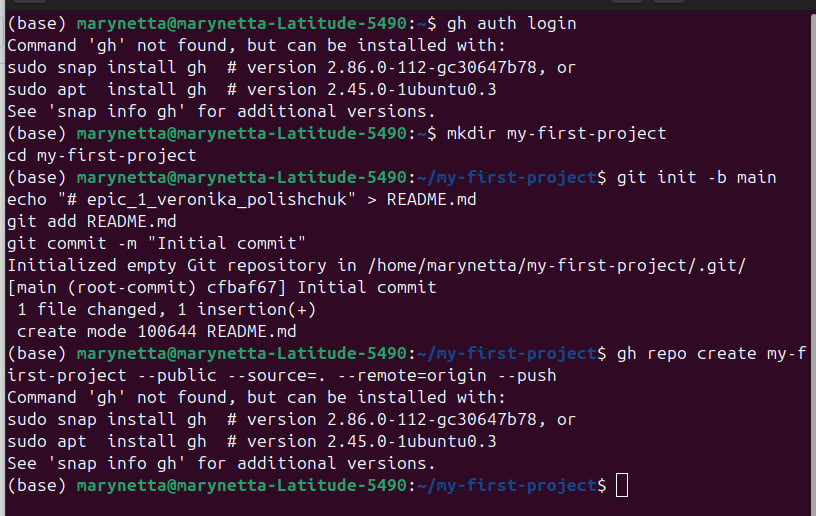 (base) marynetta@marynetta-Latitude-5490:~$ gh auth login
Command 'gh' not found, but can be installed with:
sudo snap install gh  # version 2.86.0-112-gc30647b78, or
sudo apt  install gh  # version 2.45.0-1ubuntu0.3
See 'snap info gh' for additional versions.
(base) marynetta@marynetta-Latitude-5490:~$ mkdir my-first-project
cd my-first-project
(base) marynetta@marynetta-Latitude-5490:~/my-first-project$ git init -b main
echo "# epic_1_veronika_polishchuk" > README.md
git add README.md
git commit -m "Initial commit"
Initialized empty Git repository in /home/marynetta/my-first-project/.git/
[main (root-commit) cfbaf67] Initial commit
 1 file changed, 1 insertion(+)
 create mode 100644 README.md
(base) marynetta@marynetta-Latitude-5490:~/my-first-project$ gh repo create my-f
irst-project --public --source=. --remote=origin --push
Command 'gh' not found, but can be installed with:
sudo snap install gh  # version 2.86.0-112-gc30647b78, or
sudo apt  install gh  # version 2.45.0-1ubuntu0.3
See 'snap info gh' for additional versions.
(base) marynetta@marynetta-Latitude-5490:~/my-first-project$